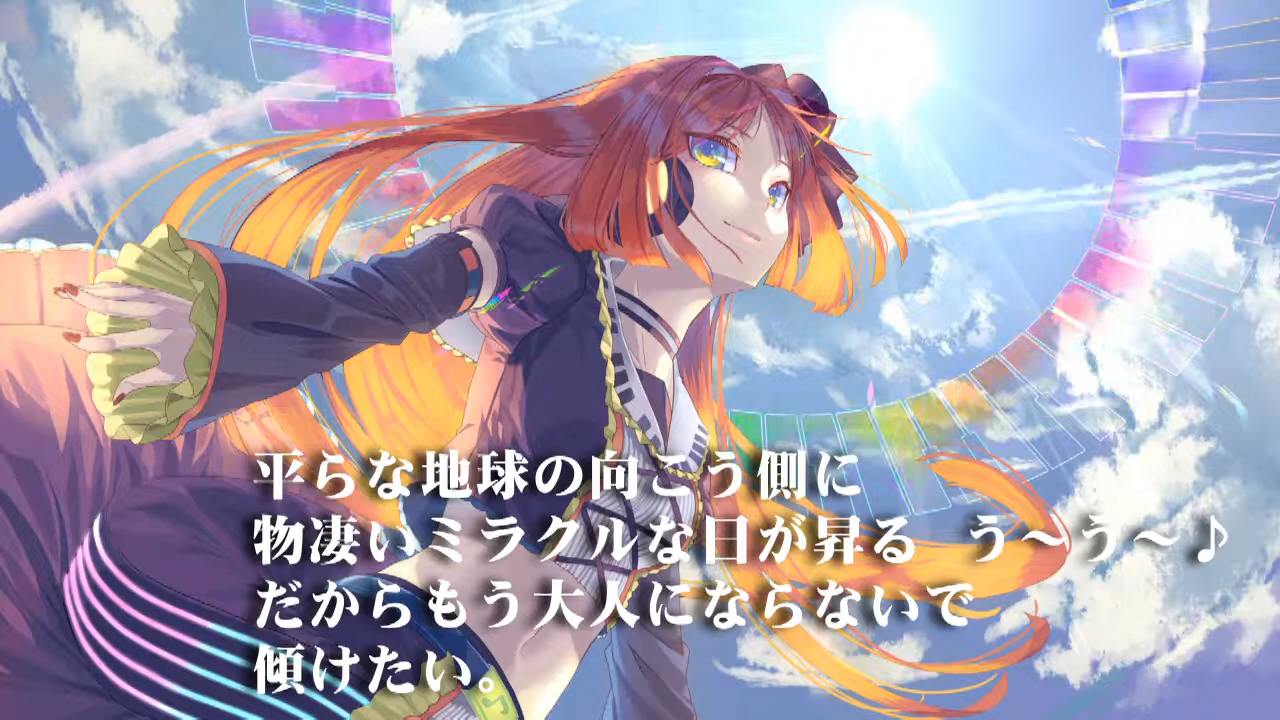 平らな地球の向こう側に
物凄いミラクルな日が昇る　う～う～♪
だからもう大人にならないで
傾けたい。